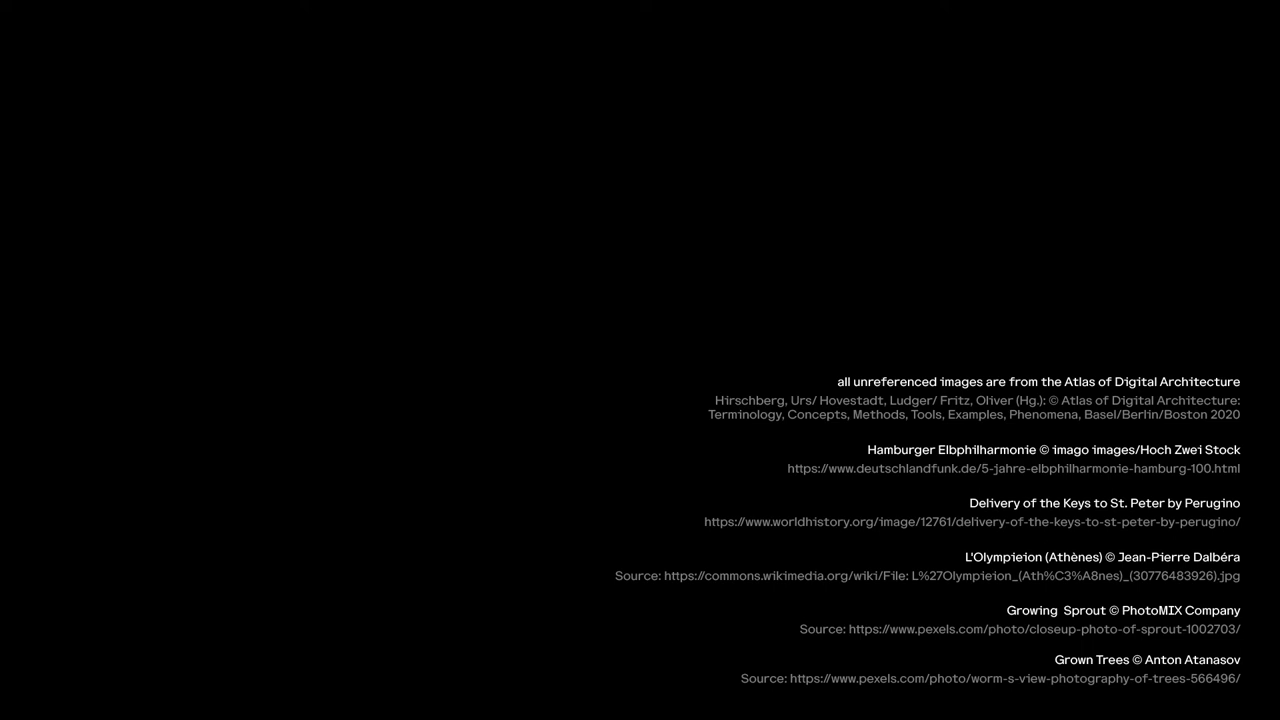 all unreferenced images are from the Atlas of Digital Architecture
Hirschberg, Urs/ Hovestadt, Ludger/ Fritz, Oliver (Hg.): © Atlas of Digital Architecture:
Terminology, Concepts, Methods, Tools, Examples, Phenomena, Basel/Berlin/Boston 2020
Hamburger Elbphilharmonie © imago images/Hoch Zwei Stock
https://www.deutschlandfunk.de/5-jahre-elbphilharmonie-hamburg-100.html
Delivery of the Keys to St. Peter by Perugino
https://www.worldhistory.org/image/12761/delivery-of-the-keys-to-st-peter-by-perugino/
L'Olympieion (Athènes) © Jean-Pierre Dalbéra
Source: https://commons.wikimedia.org/wiki/File: L%27Olympieion_(Ath%C3%A8nes)_(30776483926).jpg
Growing  Sprout © PhotoMIX Company
Source: https://www.pexels.com/photo/closeup-photo-of-sprout-1002703/
Grown Trees © Anton Atanasov
Source: https://www.pexels.com/photo/worm-s-view-photography-of-trees-566496/